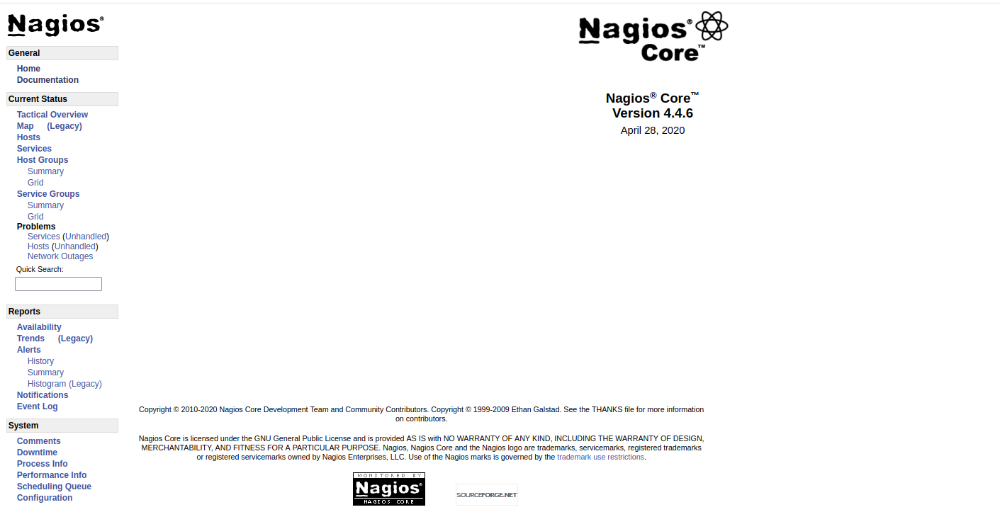 Nagios®
General
Home
Documentation
Current Status
Tactical Overview
Map (Legacy)
Hosts
Services
Host Groups
Summary
Grid
Service Groups
Summary
Grid
Problems
Services (Unhandled)
Hosts (Unhandled)
Network Outages
Quick Search:
Reports
Availability
Trends (Legacy)
Alerts
History
Summary
Histogram (Legacy)
Notifications
Event Log
System
Comments
Downtime
Process Info
Performance Info
Scheduling Queue
Configuration
Nagios®
Core™
Nagios® Core™
Version 4.4.6
April 28, 2020
Copyright © 2010-2020 Nagios Core Development Team and Community Contributors. Copyright © 1999-2009 Ethan Galstad. See the THANKS file for more information
on contributors.
Nagios Core is licensed under the GNU General Public License and is provided AS IS with NO WARRANTY OF ANY KIND, INCLUDING THE WARRANTY OF DESIGN,
MERCHANTABILITY, AND FITNESS FOR A PARTICULAR PURPOSE. Nagios, Nagios Core and the Nagios logo are trademarks, servicemarks, registered trademarks
or registered servicemarks owned by Nagios Enterprises, LLC. Use of the Nagios marks is governed by the trademark use restrictions.
MONITORED BY
Nagios®
NAGIOS CORE
SOURCEFORGE.NET